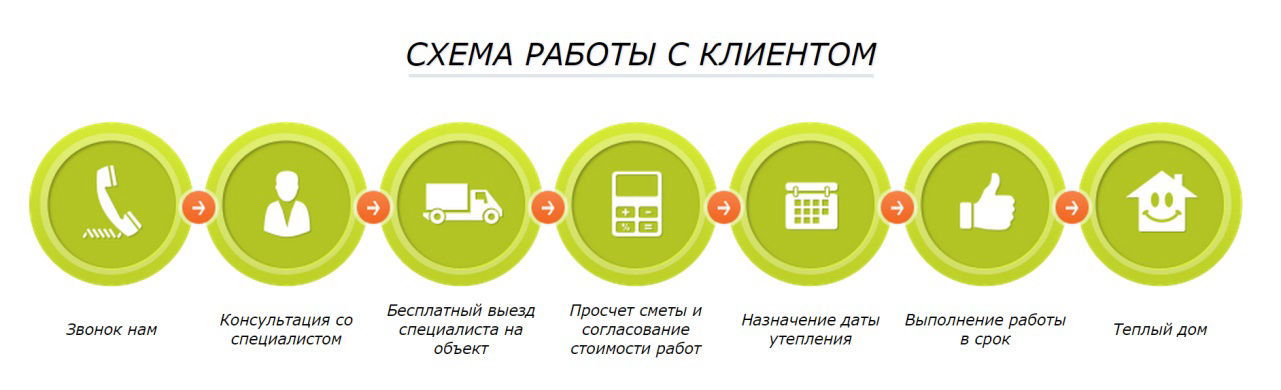 СХЕМА РАБОТЫ С КЛИЕНТОМ
Звонок нам
Консультация со
специалистом
Бесплатный выезд
специалиста на
объект
Просчет сметы и
согласование
стоимости работ
Назначение даты
утепления
Выполнение работы
в срок
Теплый дом